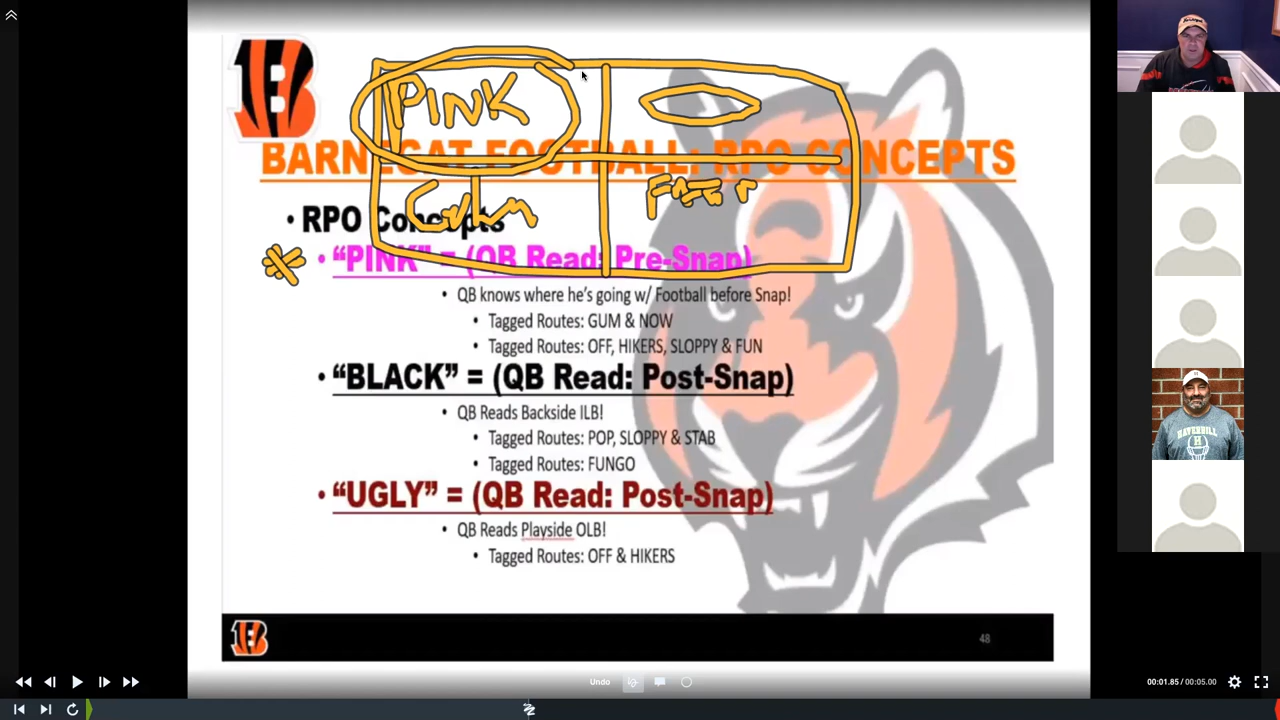 PINK
BARNEGAT FOOTBALL: RPO CONCEPTS
• RPO Concepts
• "PINK" = (QB Read: Pre-Snap)
• QB knows where he's going w/ Football before Snap!
• Tagged Routes: GUM & NOW
• Tagged Routes: OFF, HIKERS, SLOPPY & FUN
• "BLACK" = (QB Read: Post-Snap)
• QB Reads Backside ILB!
• Tagged Routes: POP, SLOPPY & STAB
• Tagged Routes: FUNGO
• "UGLY" = (QB Read: Post-Snap)
• QB Reads Playside OLB!
• Tagged Routes: OFF & HIKERS
48
HAVERHILL
H
Undo
00:01.85 / 00:05.00